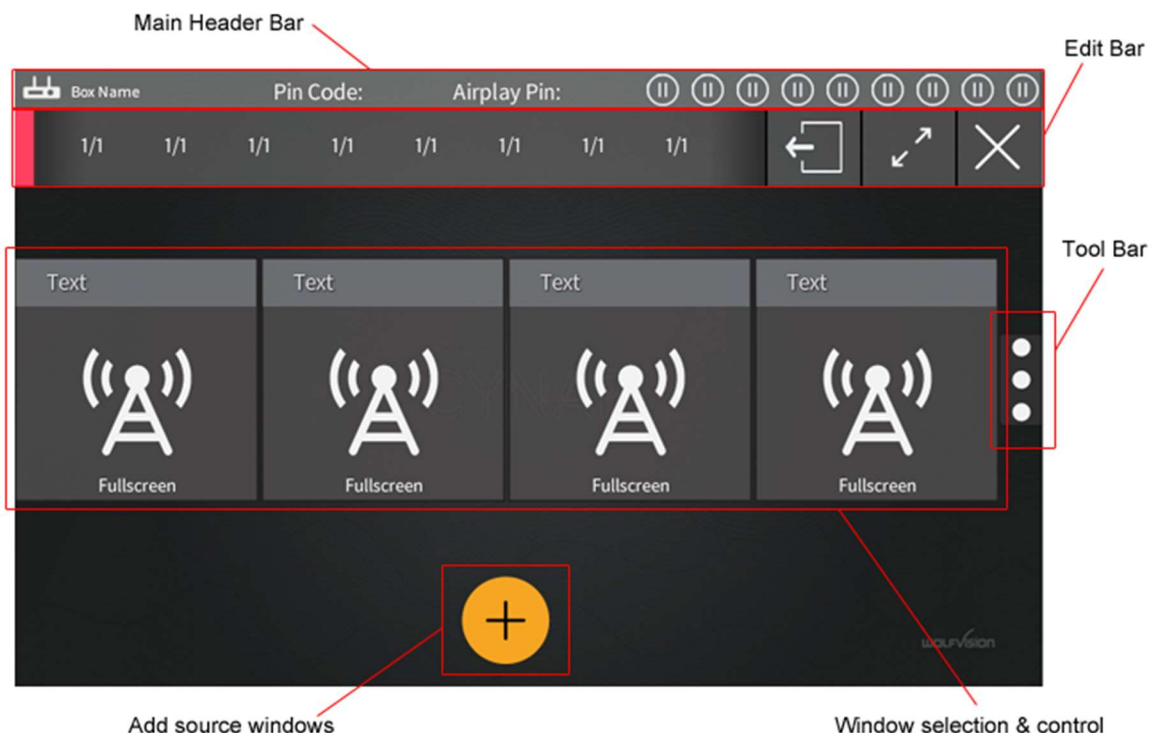 Main Header Bar
Edit Bar
Box Name Pin Code: Airplay Pin:
1/1 1/1 1/1 1/1 1/1 1/1 1/1 1/1
Tool Bar
Text Text Text Text
CYNA
Fullscreen Fullscreen Fullscreen Fullscreen
WOLFVISION
Add source windows Window selection & control